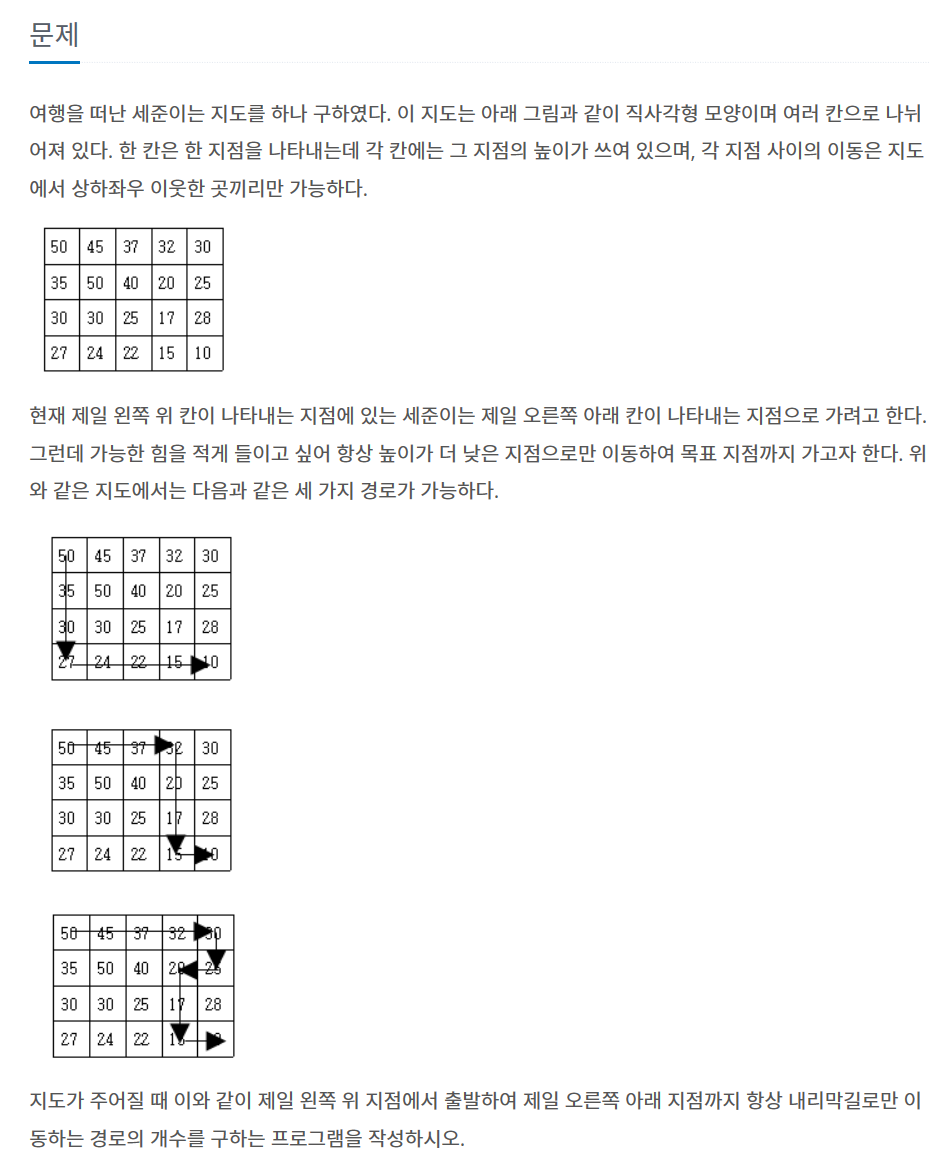 문제
여행을 떠난 세준이는 지도를 하나 구하였다. 이 지도는 아래 그림과 같이 직사각형 모양이며 여러 칸으로 나뉘
어져 있다. 한 칸은 한 지점을 나타내는데 각 칸에는 그 지점의 높이가 쓰여 있으며, 각 지점 사이의 이동은 지도
에서 상하좌우 이웃한 곳끼리만 가능하다.
50 45 37 32 30
35 50 40 20 25
30 30 25 17 28
27 24 22 15 10
현재 제일 왼쪽 위 칸이 나타내는 지점에 있는 세준이는 제일 오른쪽 아래 칸이 나타내는 지점으로 가려고 한다.
그런데 가능한 힘을 적게 들이고 싶어 항상 높이가 더 낮은 지점으로만 이동하여 목표 지점까지 가고자 한다. 위
와 같은 지도에서는 다음과 같은 세 가지 경로가 가능하다.
50 45 37 32 30
35 50 40 20 25
30 30 25 17 28
27 24 22 15 10
50 45 37 32 30
35 50 40 20 25
30 30 25 17 28
27 24 22 15 10
50 45 37 32 30
35 50 40 20 25
30 30 25 17 28
27 24 22
지도가 주어질 때 이와 같이 제일 왼쪽 위 지점에서 출발하여 제일 오른쪽 아래 지점까지 항상 내리막길로만 이
동하는 경로의 개수를 구하는 프로그램을 작성하시오.